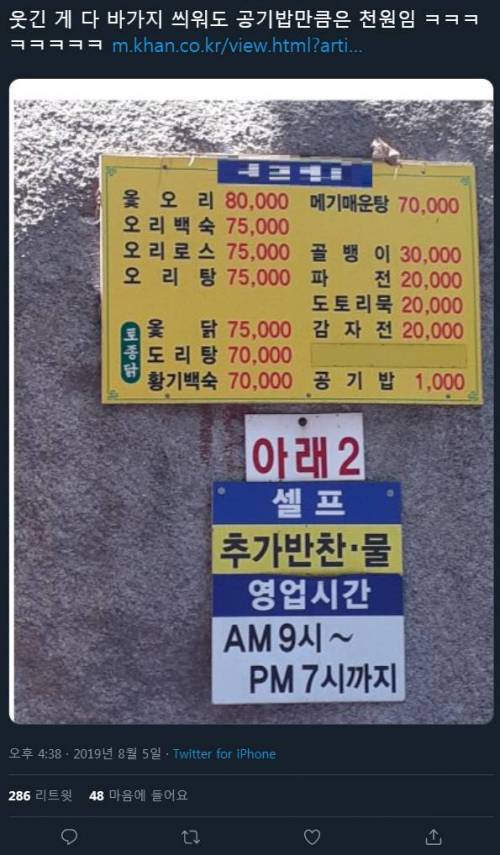 웃긴 게 다 바가지 씌워도 공기밥만큼은 천원임 ㅋㅋㅋ
ㅋㅋㅋㅋㅋ m.khan.co.kr/view.html?arti...
옻 오 리 80,000 메기매운탕 70,000
오리백숙 75,000
오리로스 75,000 골 뱅 이 30,000
오 리 탕 75,000 파 전 20,000
도토리묵 20,000
토종닭 옻 닭 75,000 감 자 전 20,000
도 리 탕 70,000
황기백숙 70,000 공 기 밥 1,000
아래2
셀 프
추가반찬·물
영업시간
AM 9시~
PM 7시까지
오후 4:38 · 2019년 8월 5일 · Twitter for iPhone
286 리트윗 48 마음에 들어요